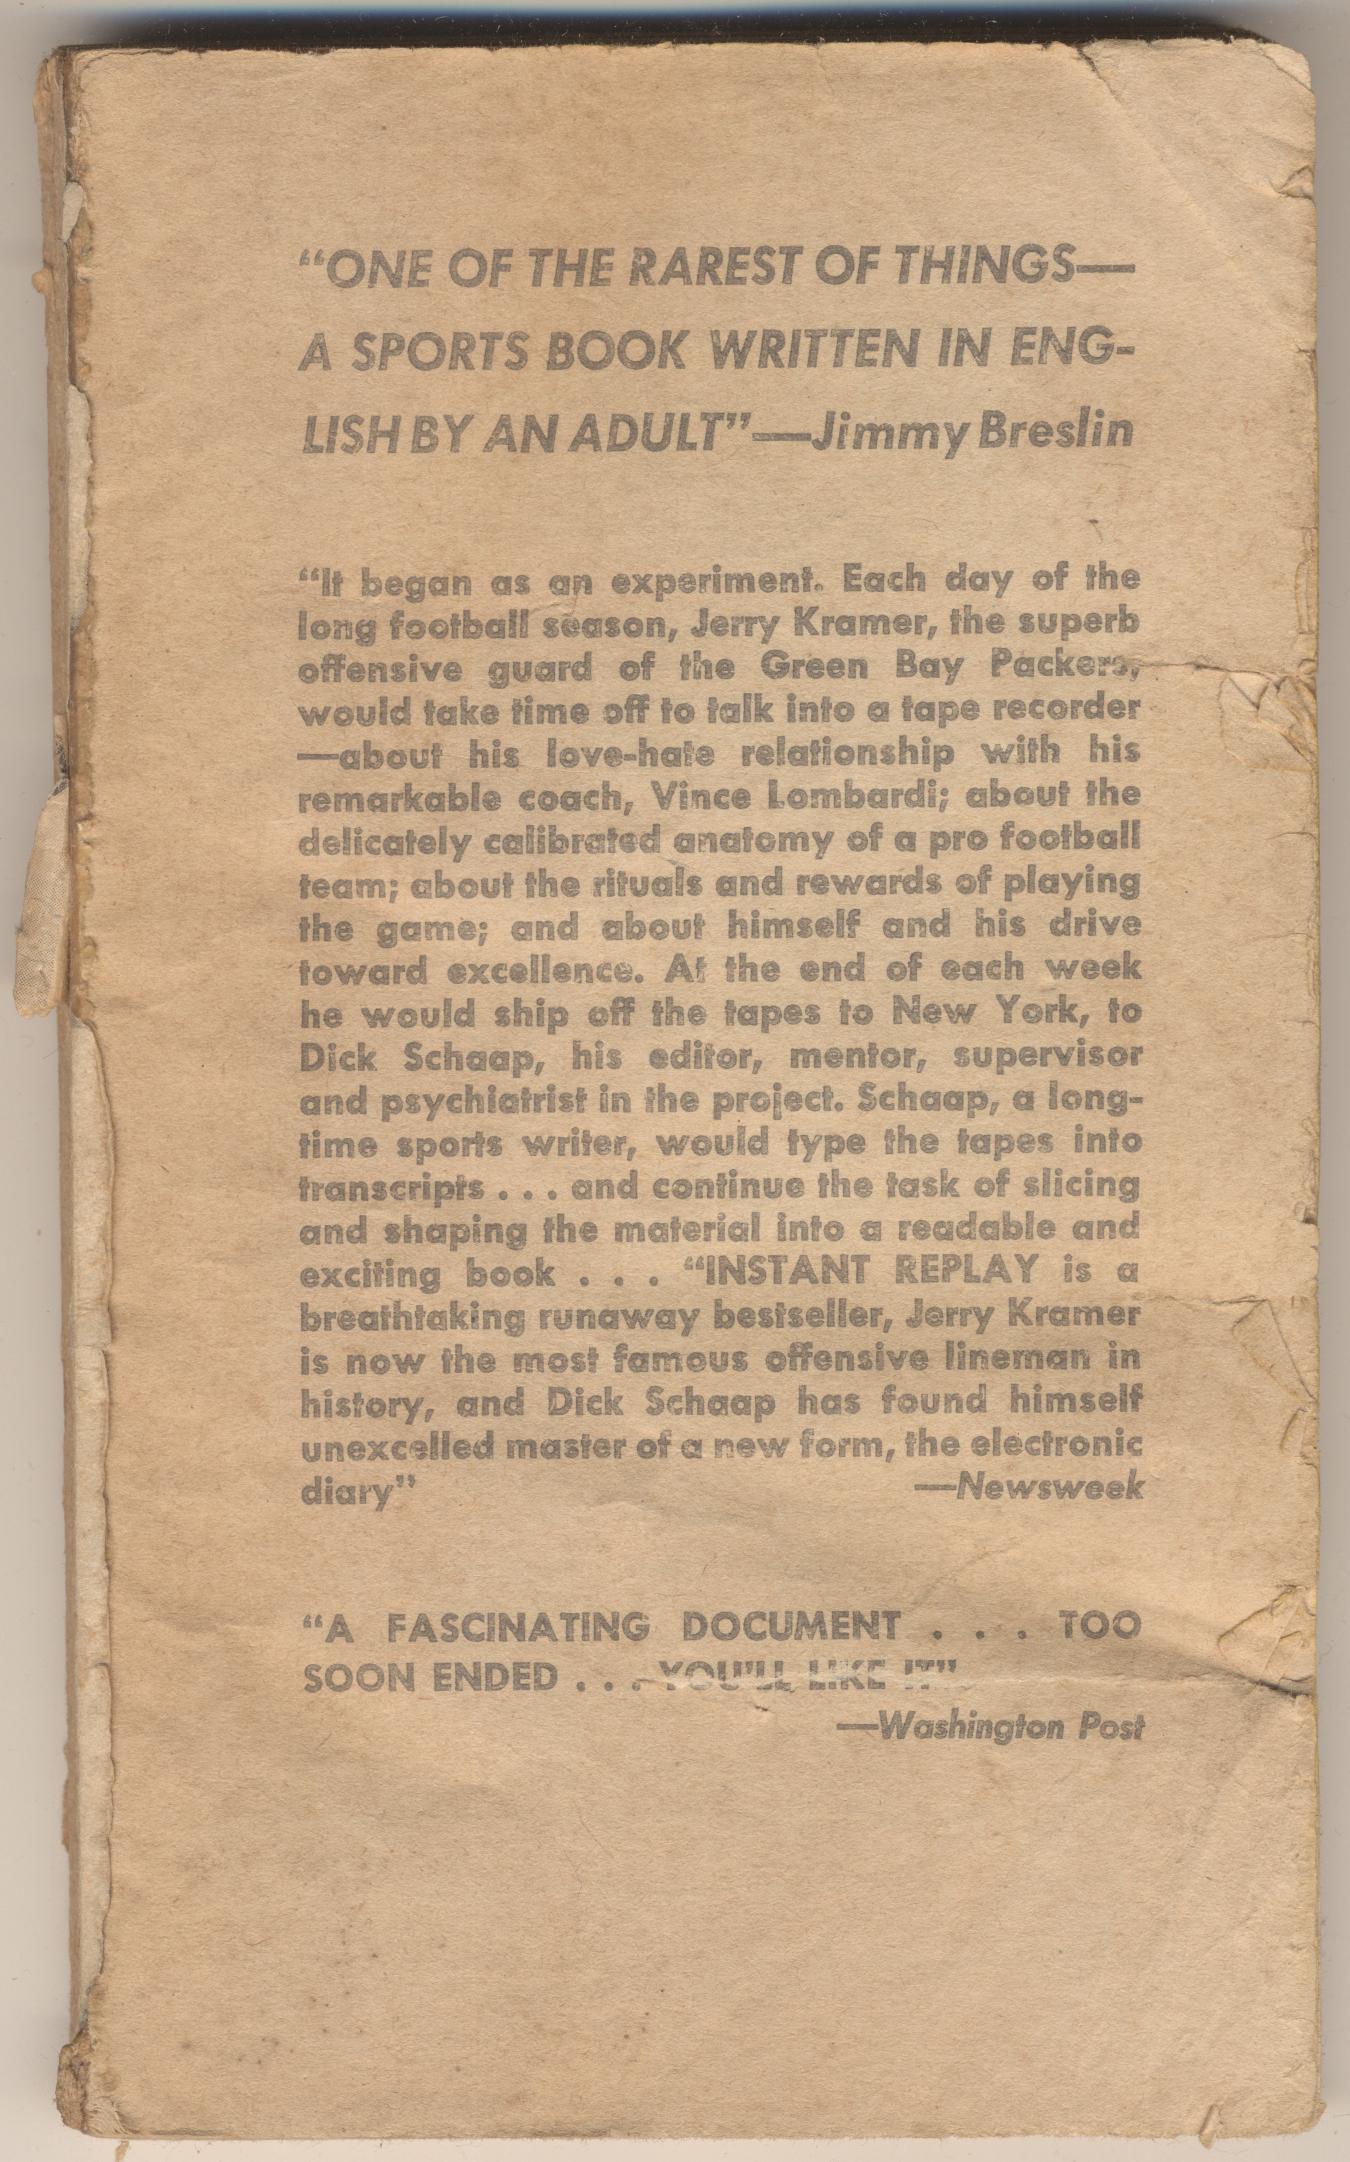 “ONE OF THE RAREST OF THINGS—
A SPORTS BOOK WRITTEN IN ENG-
LISH BY AN ADULT”—Jimmy Breslin
“It began as an experiment. Each day of the
long football season, Jerry Kramer, the superb
offensive guard of the Green Bay Packers,
would take time off to talk into a tape recorder
—about his love-hate relationship with his
remarkable coach, Vince Lombardi; about the
delicately calibrated anatomy of a pro football
team; about the rituals and rewards of playing
the game; and about himself and his drive
toward excellence. At the end of each week
he would ship off the tapes to New York, to
Dick Schaap, his editor, mentor, supervisor
and psychiatrist in the project. Schaap, a long-
time sports writer, would type the tapes into
transcripts . . . and continue the task of slicing
and shaping the material into a readable and
exciting book . . . “INSTANT REPLAY is a
breathtaking runaway bestseller, Jerry Kramer
is now the most famous offensive lineman in
history, and Dick Schaap has found himself
unexcelled master of a new form, the electronic
diary” —Newsweek
“A FASCINATING DOCUMENT . . . TOO
SOON ENDED . . . YOU'LL LIKE IT”
—Washington Post